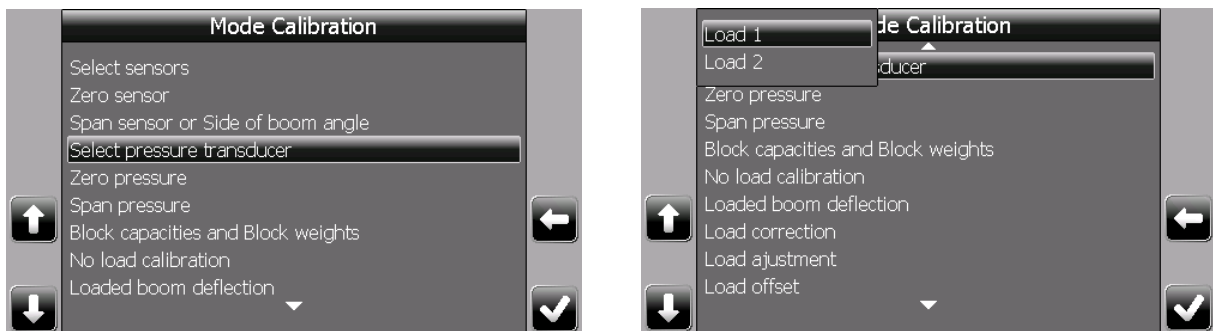 Mode Calibration
Select sensors
Zero sensor
Span sensor or Side of boom angle
Select pressure transducer
Zero pressure
Span pressure
Block capacities and Block weights
No load calibration
Loaded boom deflection
de Calibration
Load 1
Load 2
sducer
Zero pressure
Span pressure
Block capacities and Block weights
No load calibration
Loaded boom deflection
Load correction
Load ajustment
Load offset